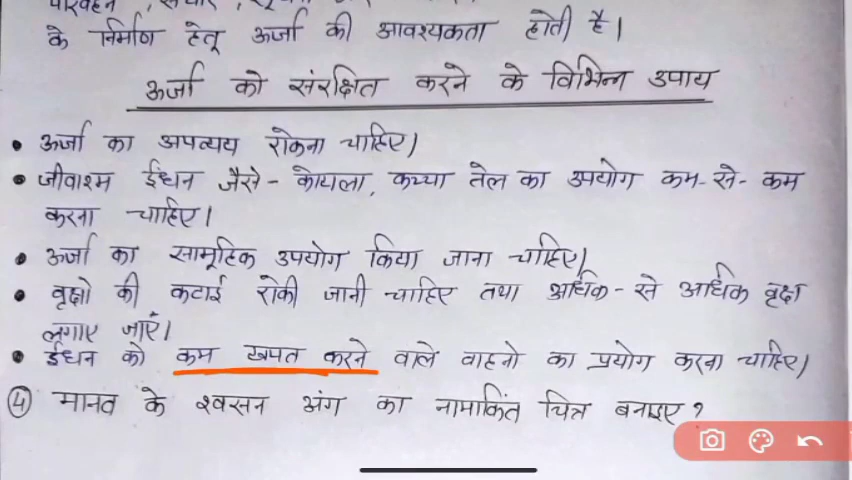 के निर्माण हेतू ऊर्जा की आवश्यकता होती है।
ऊर्जा को संरक्षित करने के विभिन्न उपाय
• ऊर्जा का अपव्यय रोकना चाहिए।
• जीवाश्म ईंधन जैसे - कोयला, कच्चा तेल का उपयोग कम-से-कम
करना चाहिए।
• ऊर्जा का सामूहिक उपयोग किया जाना चाहिए।
• वृक्षो की कटाई रोकी जानी चाहिए तथा अधिक-से अधिक वृक्ष
लगाए जाएँ।
• ईंधन को कम खपत करने वाले वाहनो का प्रयोग करना चाहिए।
④ मानव के श्वसन अंग का नामांकित चित्र बनाइए ?